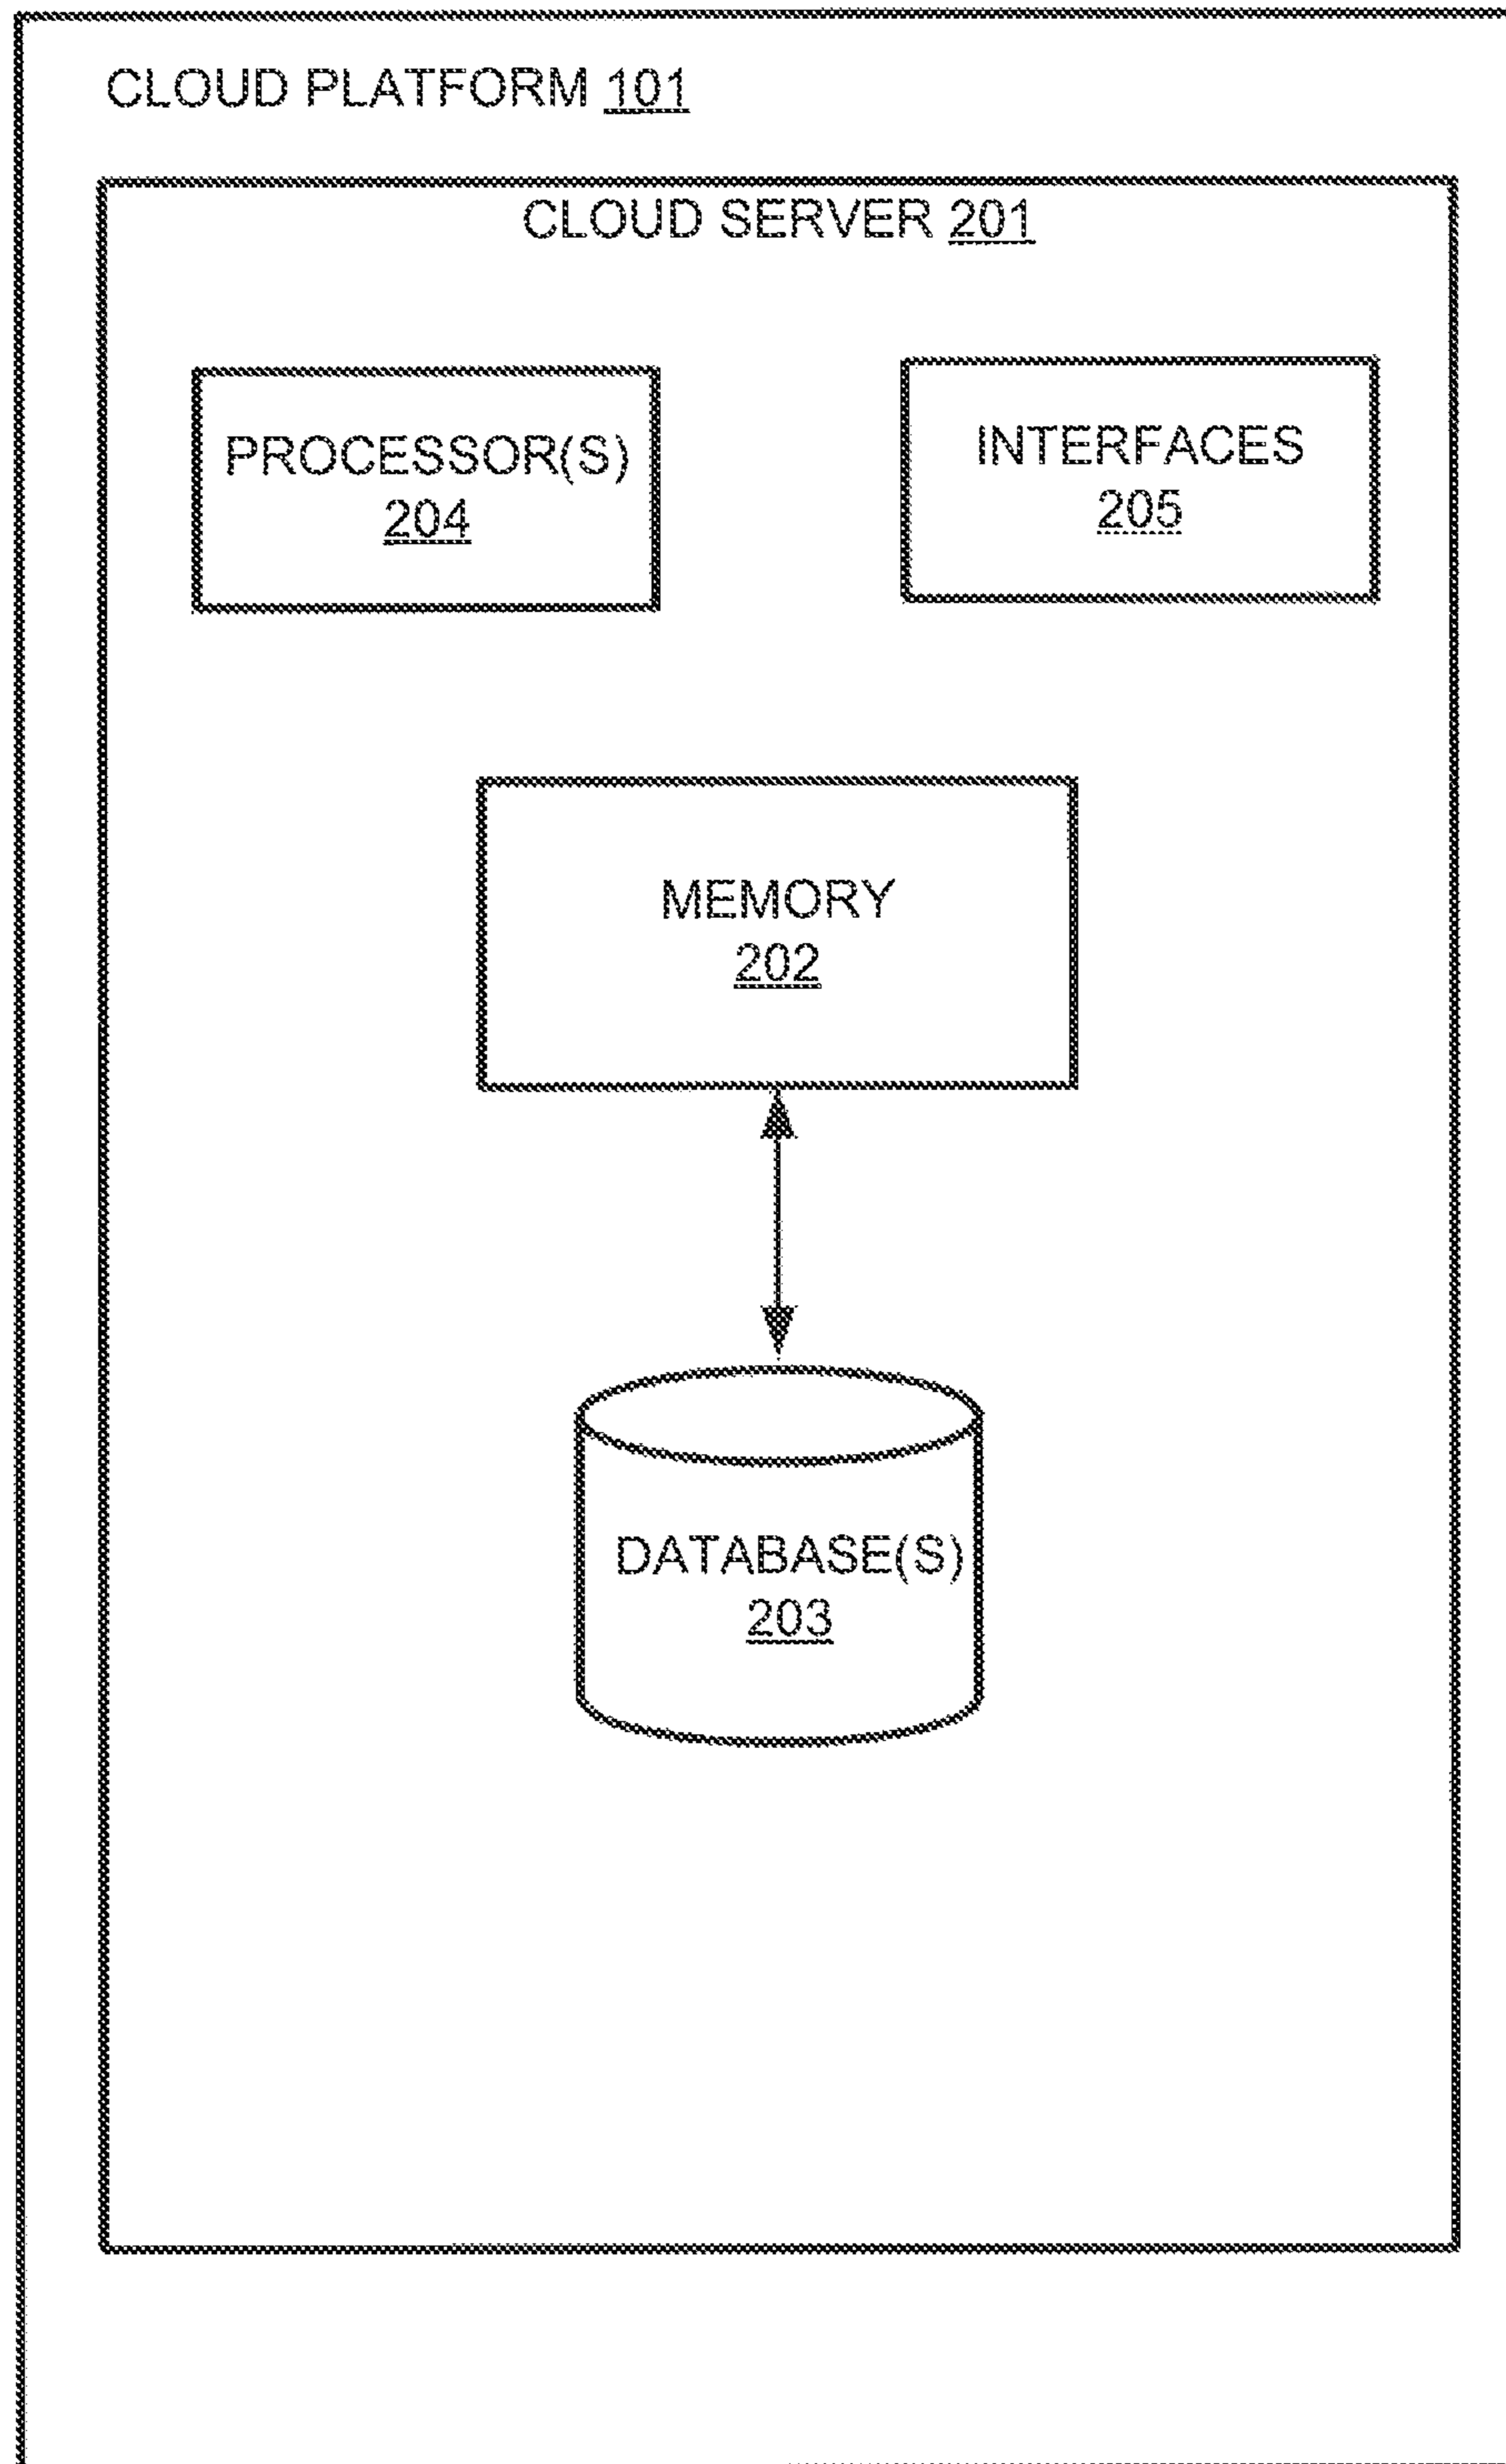 CLOUD PLATFORM 101
CLOUD SERVER 201
PROCESSOR(S)
204
INTERFACES
205
MEMORY
202
DATABASE(S)
203